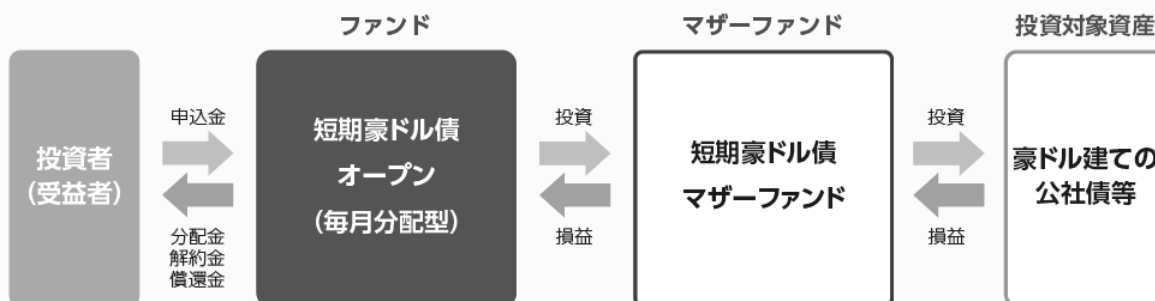 ファンド
マザーファンド
投資対象資産
投資者
(受益者)
申込金
分配金
解約金
償還金
短期豪ドル債
オープン
(毎月分配型)
投資
損益
短期豪ドル債
マザーファンド
投資
損益
豪ドル建ての
公社債等